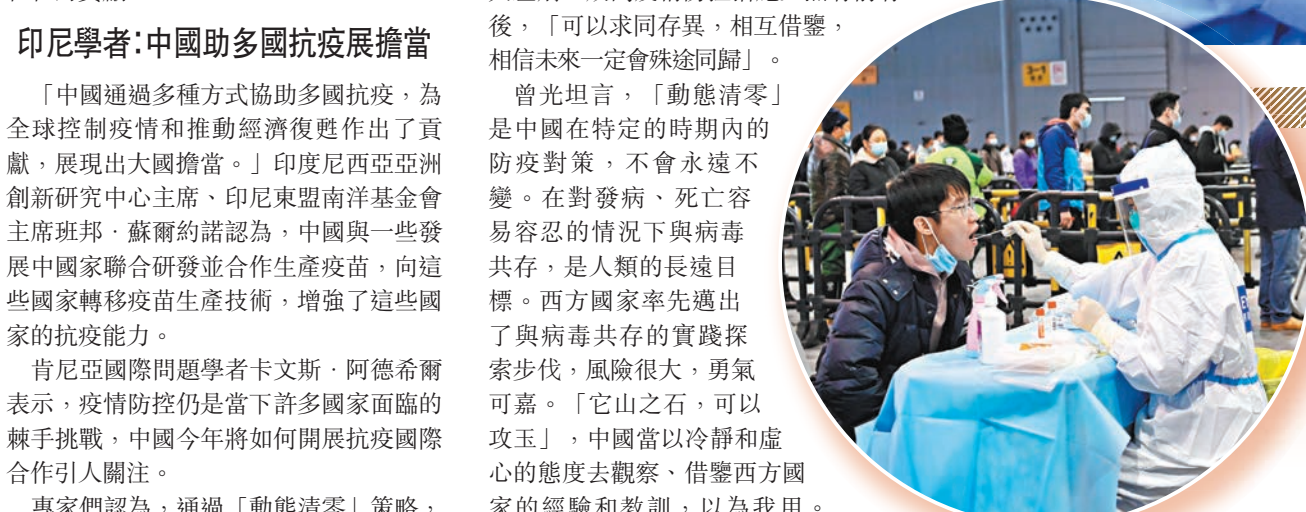 印尼學者：中國助多國抗疫展擔當
「中國通過多種方式協助多國抗疫，為
全球控制疫情和推動經濟復甦作出了貢
獻，展現出大國擔當。」印度尼西亞亞洲
創新研究中心主席、印尼東盟南洋基金會
主席班邦‧蘇爾約諾認為，中國與一些發
展中國家聯合研發並合作生產疫苗，向這
些國家轉移疫苗生產技術，增強了這些國
家的抗疫能力。
肯尼亞國際問題學者卡文斯‧阿德希爾
表示，疫情防控仍是當下許多國家面臨的
棘手挑戰，中國今年將如何開展抗疫國際
合作引人關注。
專家們認為，通過「動態清零」策略，
後，「可以求同存異，相互借鑒，
相信未來一定會殊途同歸」。
曾光坦言，「動態清零」
是中國在特定的時期內的
防疫對策，不會永遠不
變。在對發病、死亡容
易容忍的情況下與病毒
共存，是人類的長遠目
標。西方國家率先邁出
了與病毒共存的實踐探
索步伐，風險很大，勇氣
可嘉。「它山之石，可以
攻玉」，中國當以冷靜和虛
心的態度去觀察、借鑒西方國
家的經驗和教訓，以為我用。
3-1